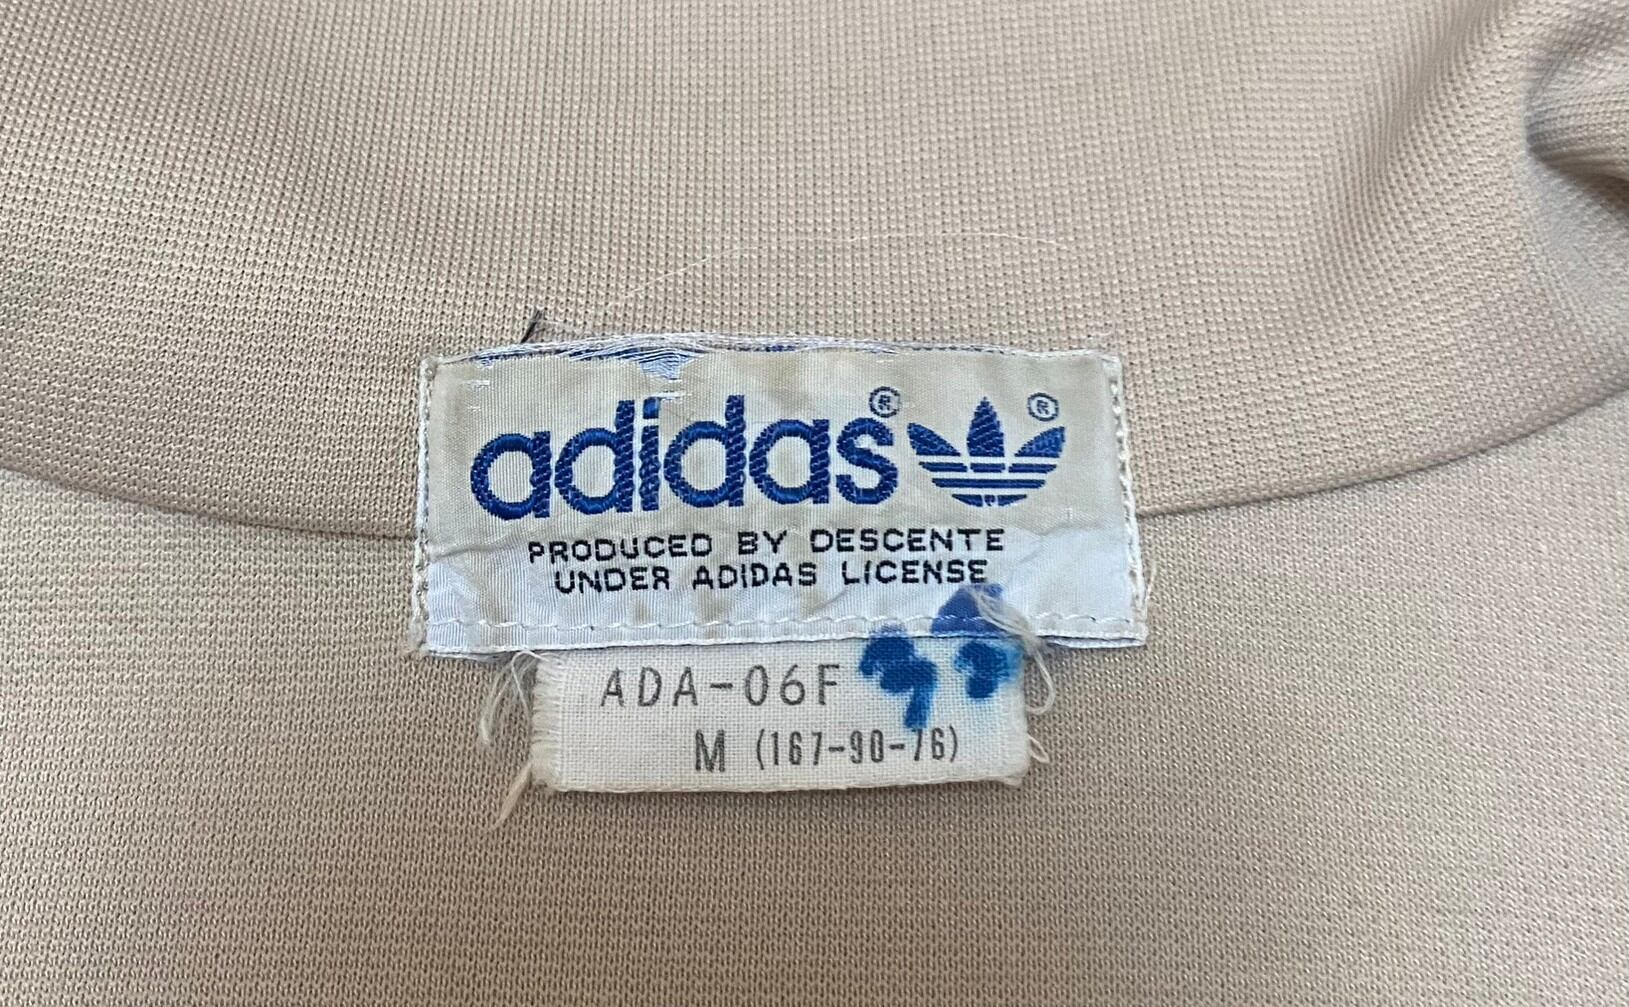 adidas® ®
PRODUCED BY DESCENTE
UNDER ADIDAS LICENSE
ADA-06F
M (167-90-76)